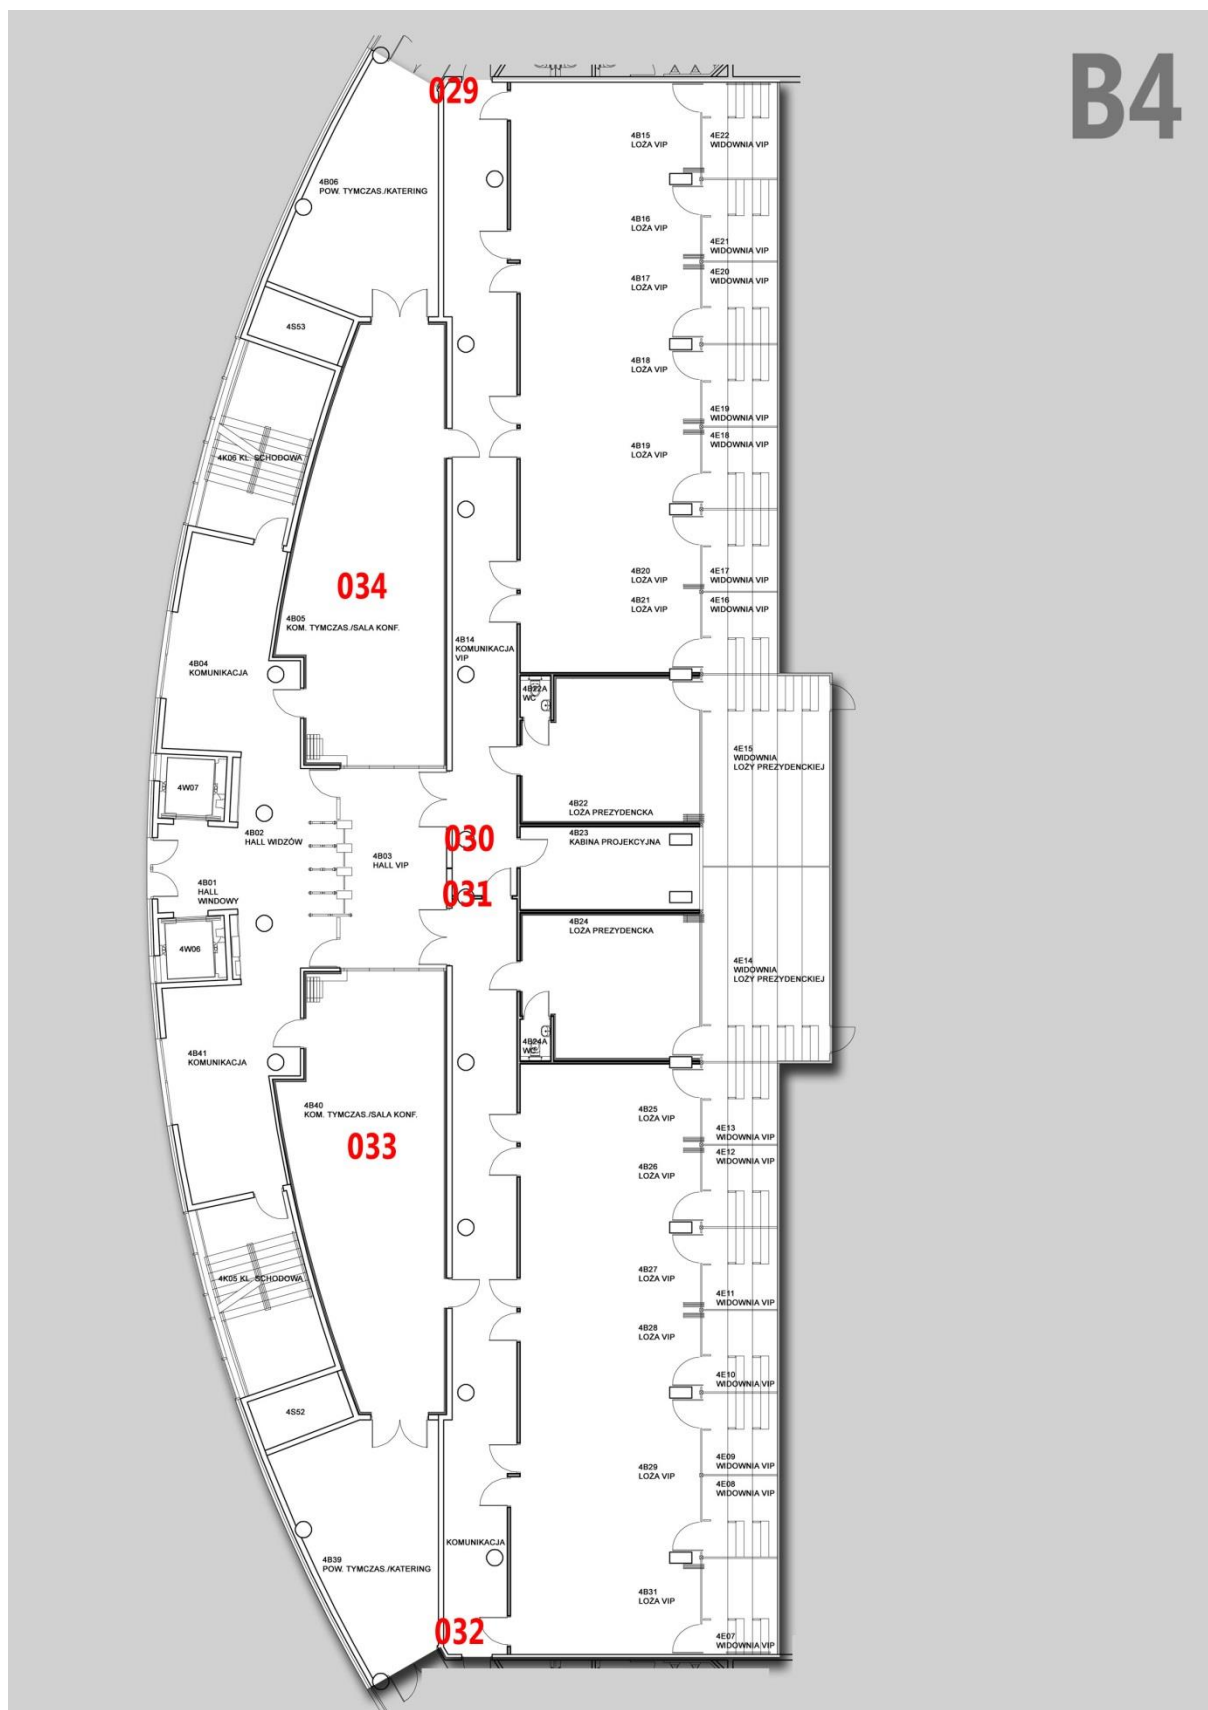 B4
029
4B15
LOŻA VIP
4E22
WIDOWNIA VIP
4B06
POW. TYMCZAS./KATERING
4B16
LOŻA VIP
4E21
WIDOWNIA VIP
4B17
LOŻA VIP
4E20
WIDOWNIA VIP
4S53
4B18
LOŻA VIP
4E19
WIDOWNIA VIP
4B19
LOŻA VIP
4E18
WIDOWNIA VIP
4K06 KL. SCHODOWA
034
4B20
LOŻA VIP
4E17
WIDOWNIA VIP
4B21
LOŻA VIP
4E16
WIDOWNIA VIP
4B05
KOM. TYMCZAS./SALA KONF.
4B14
KOMUNIKACJA
VIP
4B04
KOMUNIKACJA
4B22A
WC
4E15
WIDOWNIA
LOŻY PREZYDENCKIEJ
4W07
4B22
LOŻA PREZYDENCKA
4B02
HALL WIDZÓW
030
4B23
KABINA PROJEKCYJNA
4B03
HALL VIP
4B01
HALL
WINDOWY
031
4B24
LOŻA PREZYDENCKA
4W06
4E14
WIDOWNIA
LOŻY PREZYDENCKIEJ
4B24A
WC
4B41
KOMUNIKACJA
4B40
KOM. TYMCZAS./SALA KONF.
033
4B25
LOŻA VIP
4E13
WIDOWNIA VIP
4B26
LOŻA VIP
4E12
WIDOWNIA VIP
4K05 KL. SCHODOWA
4B27
LOŻA VIP
4E11
WIDOWNIA VIP
4B28
LOŻA VIP
4E10
WIDOWNIA VIP
4S52
4B29
LOŻA VIP
4E09
WIDOWNIA VIP
4E08
WIDOWNIA VIP
KOMUNIKACJA
4B39
POW. TYMCZAS./KATERING
4B31
LOŻA VIP
032
4E07
WIDOWNIA VIP